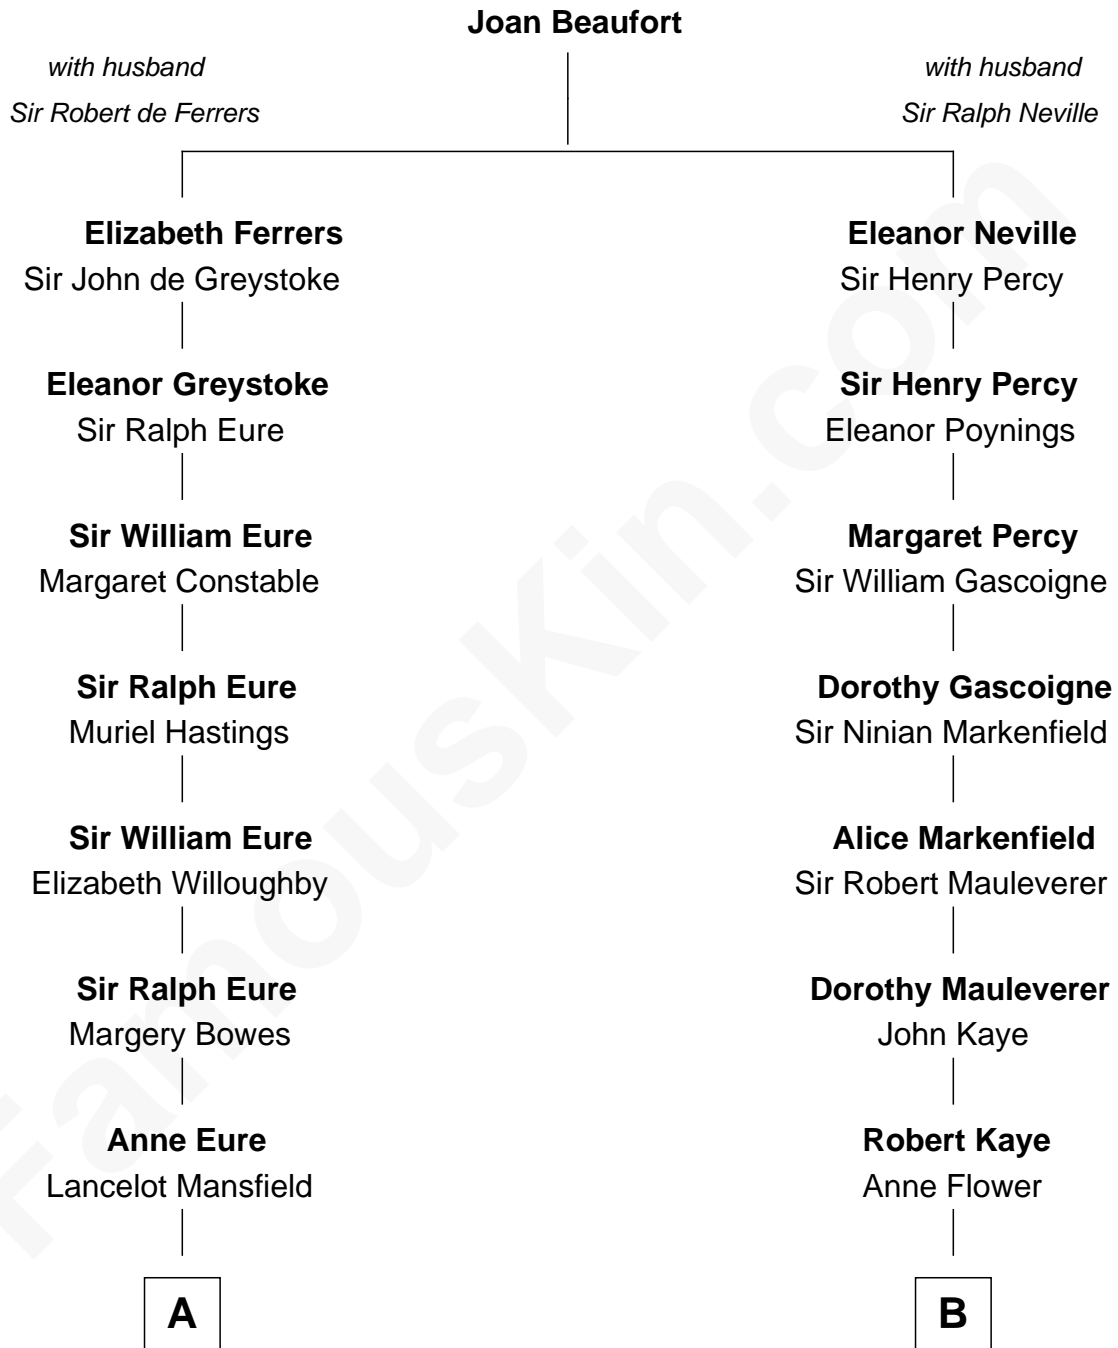 Joan Beaufort
with husband
Sir Robert de Ferrers
with husband
Sir Ralph Neville
Elizabeth Ferrers
Sir John de Greystoke
Eleanor Neville
Sir Henry Percy
Eleanor Greystoke
Sir Ralph Eure
Sir Henry Percy
Eleanor Poynings
Sir William Eure
Margaret Constable
Margaret Percy
Sir William Gascoigne
Sir Ralph Eure
Muriel Hastings
Dorothy Gascoigne
Sir Ninian Markenfield
Sir William Eure
Elizabeth Willoughby
Alice Markenfield
Sir Robert Mauleverer
Sir Ralph Eure
Margery Bowes
Dorothy Mauleverer
John Kaye
Anne Eure
Lancelot Mansfield
Robert Kaye
Anne Flower
A
B
FamousKin.com